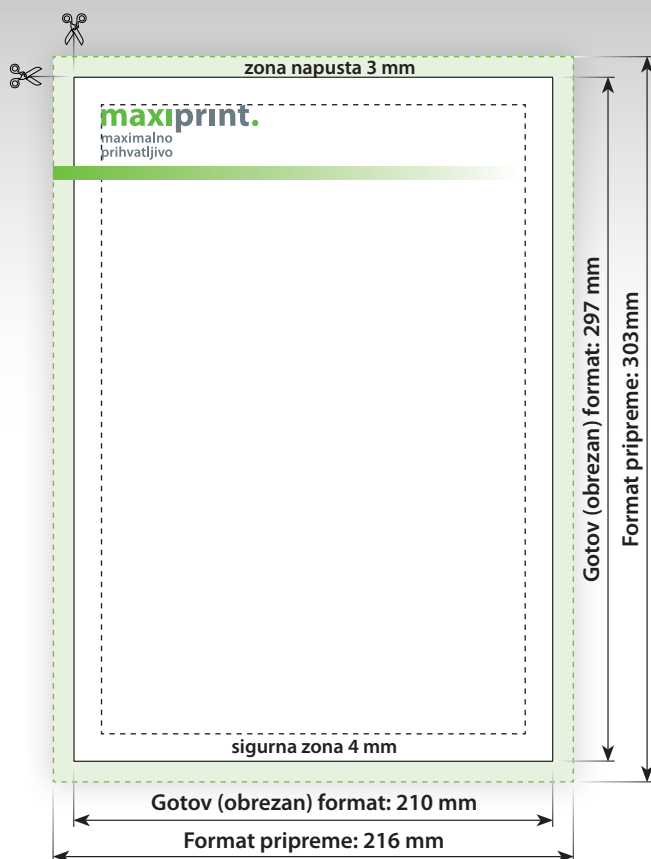 zona napusta 3 mm
maxiprint.
maximalno
prihvatljivo
Gotov (obrezan) format: 297 mm
Format pripreme: 303mm
sigurna zona 4 mm
Gotov (obrezan) format: 210 mm
Format pripreme: 216 mm